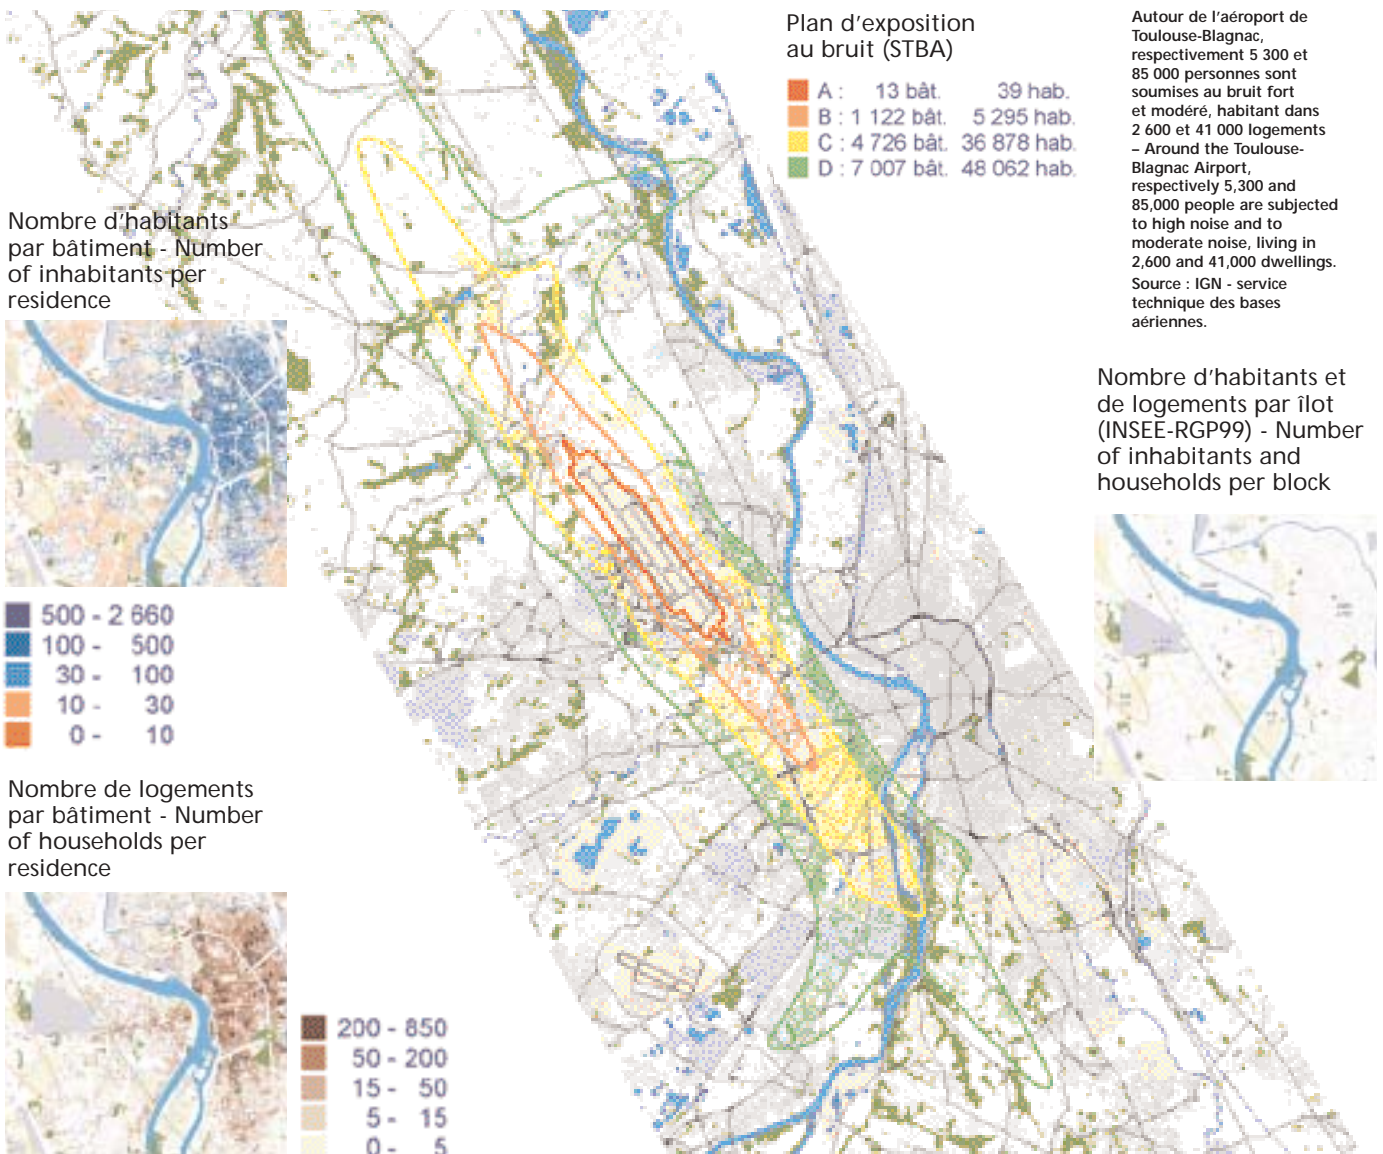 Plan d'exposition
au bruit (STBA)
A : 13 bât. 39 hab.
B : 1 122 bât. 5 295 hab.
C : 4 726 bât. 36 878 hab.
D : 7 007 bât. 48 062 hab.
Autour de l'aéroport de
Toulouse-Blagnac,
respectivement 5 300 et
85 000 personnes sont
soumises au bruit fort
et modéré, habitant dans
2 600 et 41 000 logements
– Around the Toulouse-
Blagnac Airport,
respectively 5,300 and
85,000 people are subjected
to high noise and to
moderate noise, living in
2,600 and 41,000 dwellings.
Source : IGN - service
technique des bases
aériennes.
Nombre d'habitants
par bâtiment - Number
of inhabitants per
residence
500 - 2 660
100 - 500
30 - 100
10 - 30
0 - 10
Nombre d'habitants et
de logements par îlot
(INSEE-RGP99) - Number
of inhabitants and
households per block
Nombre de logements
par bâtiment - Number
of households per
residence
200 - 850
50 - 200
15 - 50
5 - 15
0 - 5